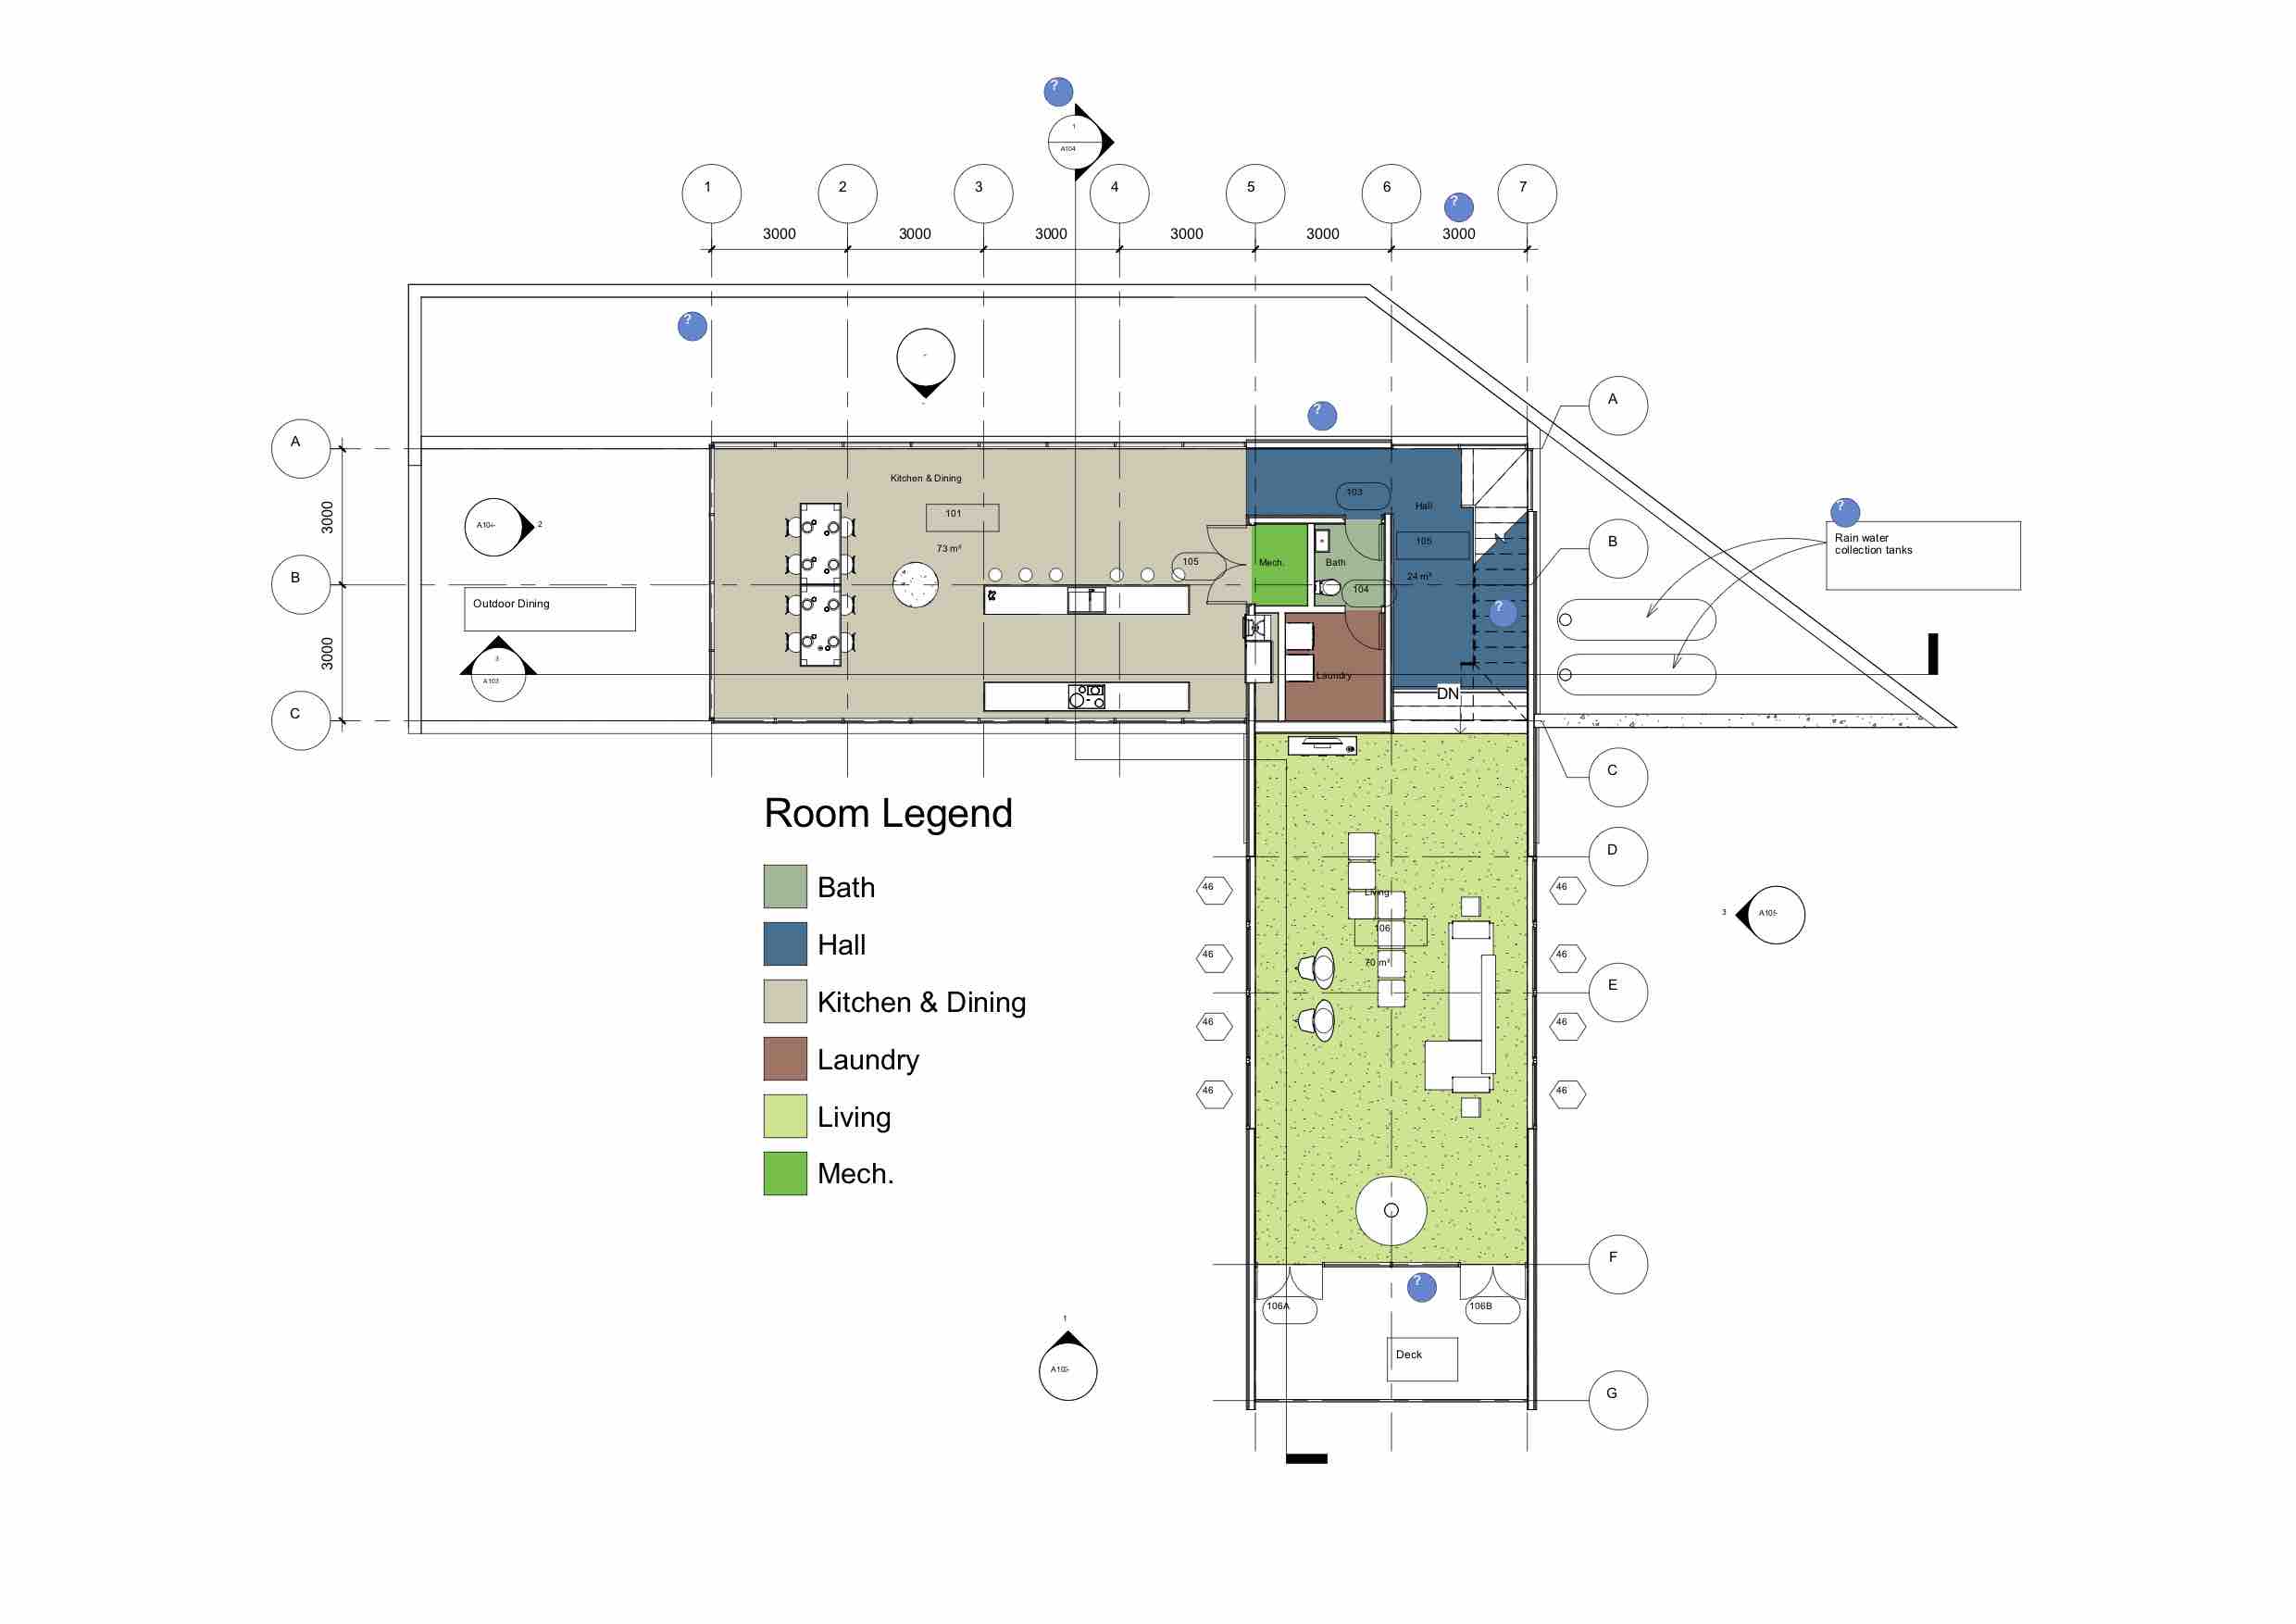 ?
1
A104
1
2
3
4
5
6
7
?
3000
3000
3000
3000
3000
3000
?
A
?
A
Kitchen & Dining
103
Hall
?
101
A104
2
3000
105
B
Rain water
collection tanks
73 m²
105
Mech.
Bath
24 m²
B
104
Outdoor Dining
?
3000
3
A103
Laundry
DN
C
C
Room Legend
D
Bath
46
Living
46
Hall
106
3
A105
46
70 m²
46
E
Kitchen & Dining
46
46
Laundry
46
46
Living
Mech.
F
?
106A
106B
1
Deck
G